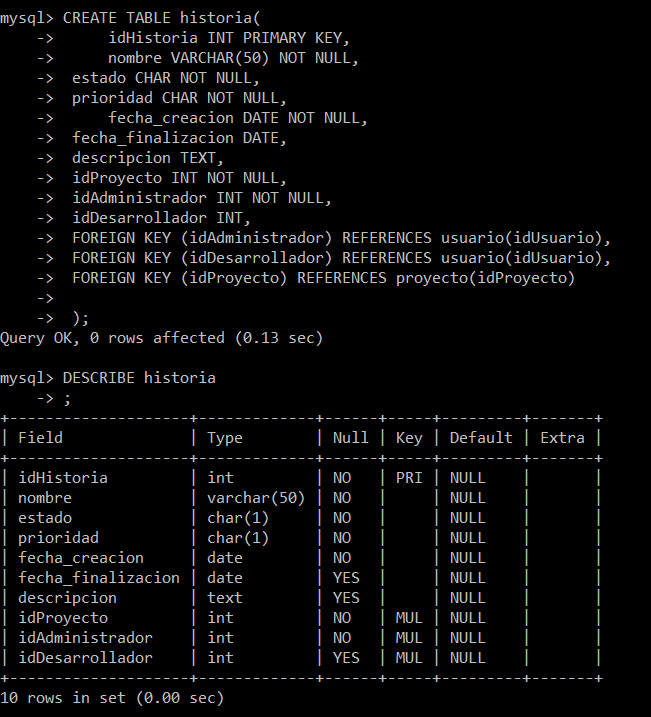 mysql> CREATE TABLE historia(
    ->      idHistoria INT PRIMARY KEY,
    ->      nombre VARCHAR(50) NOT NULL,
    ->  estado CHAR NOT NULL,
    ->  prioridad CHAR NOT NULL,
    ->      fecha_creacion DATE NOT NULL,
    ->  fecha_finalizacion DATE,
    ->  descripcion TEXT,
    ->  idProyecto INT NOT NULL,
    ->  idAdministrador INT NOT NULL,
    ->  idDesarrollador INT,
    ->  FOREIGN KEY (idAdministrador) REFERENCES usuario(idUsuario),
    ->  FOREIGN KEY (idDesarrollador) REFERENCES usuario(idUsuario),
    ->  FOREIGN KEY (idProyecto) REFERENCES proyecto(idProyecto)
    ->
    ->  );
Query OK, 0 rows affected (0.13 sec)

mysql> DESCRIBE historia
    -> ;
+--------------------+-------------+------+-----+---------+-------+
| Field              | Type        | Null | Key | Default | Extra |
+--------------------+-------------+------+-----+---------+-------+
| idHistoria         | int         | NO   | PRI | NULL    |       |
| nombre             | varchar(50) | NO   |     | NULL    |       |
| estado             | char(1)     | NO   |     | NULL    |       |
| prioridad          | char(1)     | NO   |     | NULL    |       |
| fecha_creacion     | date        | NO   |     | NULL    |       |
| fecha_finalizacion | date        | YES  |     | NULL    |       |
| descripcion        | text        | YES  |     | NULL    |       |
| idProyecto         | int         | NO   | MUL | NULL    |       |
| idAdministrador    | int         | NO   | MUL | NULL    |       |
| idDesarrollador    | int         | YES  | MUL | NULL    |       |
+--------------------+-------------+------+-----+---------+-------+
10 rows in set (0.00 sec)